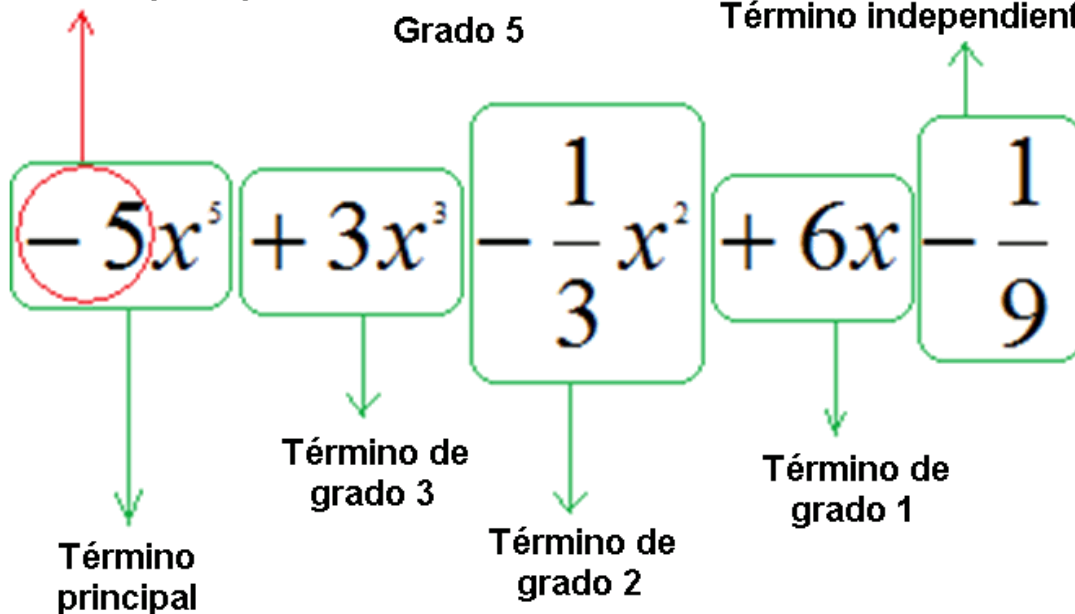 Grado 5
Término independient
− 5x⁵ + 3x³ − 1/3 x² + 6x − 1/9
Término de
grado 3
Término de
grado 1
Término de
grado 2
Término
principal